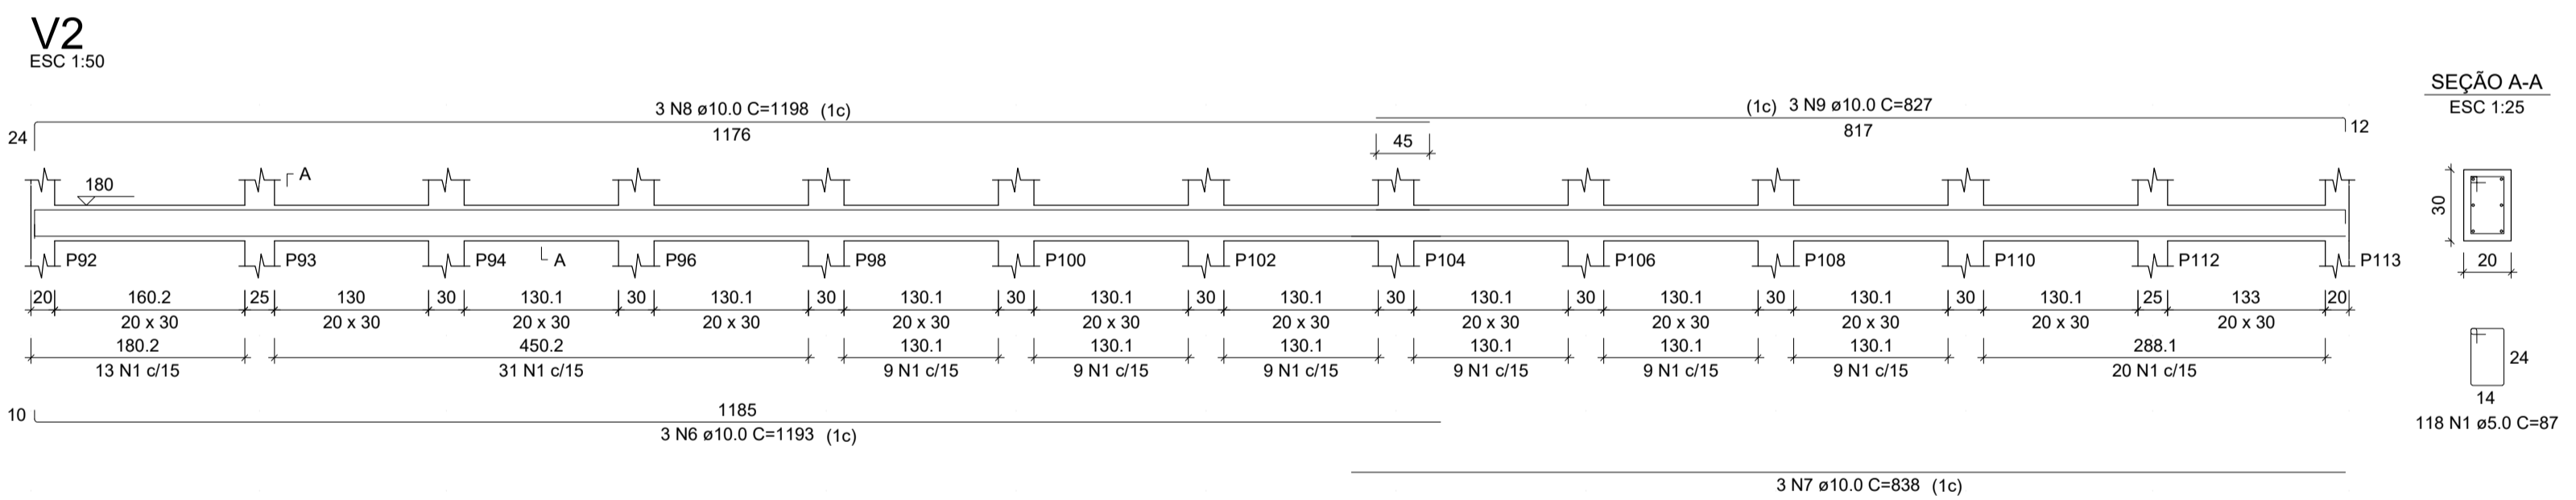 V2
ESC 1:50
SEÇÃO A-A
ESC 1:25
3 N8 ø10.0 C=1198 (1c)
(1c) 3 N9 ø10.0 C=827
24
1176
45
817
12
A
180
30
P92 P93 P94 A P96 P98 P100 P102 P104 P106 P108 P110 P112 P113
20
20 160.2 25 130 30 130.1 30 130.1 30 130.1 30 130.1 30 130.1 30 130.1 30 130.1 30 130.1 30 130.1 25 133 20
20 x 30 20 x 30 20 x 30 20 x 30 20 x 30 20 x 30 20 x 30 20 x 30 20 x 30 20 x 30 20 x 30 20 x 30
180.2 450.2 130.1 130.1 130.1 130.1 130.1 130.1 288.1
13 N1 c/15 31 N1 c/15 9 N1 c/15 9 N1 c/15 9 N1 c/15 9 N1 c/15 9 N1 c/15 9 N1 c/15 20 N1 c/15
24
14
118 N1 ø5.0 C=87
10
1185
3 N6 ø10.0 C=1193 (1c)
3 N7 ø10.0 C=838 (1c)